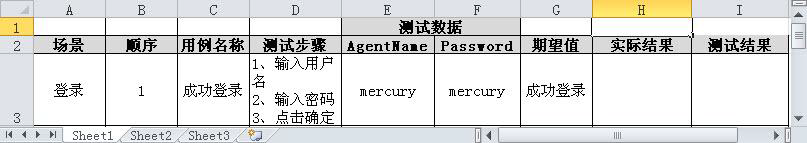 A B C D E F G H I
1 测试数据
2 场景 顺序 用例名称 测试步骤 AgentName Password 期望值 实际结果 测试结果
3 登录 1 成功登录 1、输入用户名 mercury mercury 成功登录
2、输入密码
3、点击确定
Sheet1 Sheet2 Sheet3